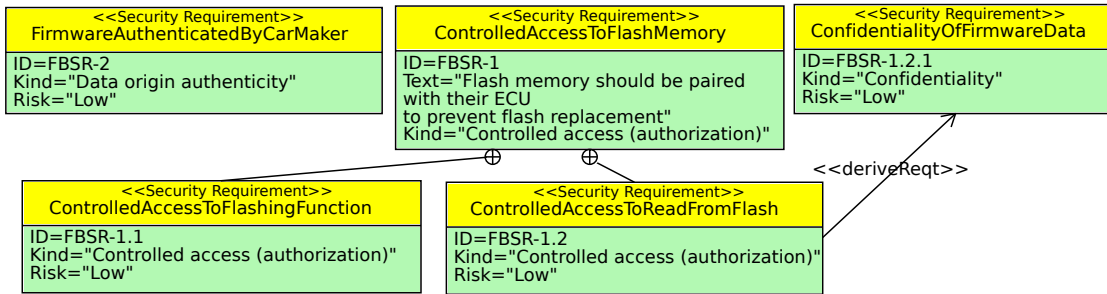 <<Security Requirement>>
FirmwareAuthenticatedByCarMaker
ID=FBSR-2
Kind="Data origin authenticity"
Risk="Low"
<<Security Requirement>>
ControlledAccessToFlashMemory
ID=FBSR-1
Text="Flash memory should be paired
with their ECU
to prevent flash replacement"
Kind="Controlled access (authorization)"
<<Security Requirement>>
ConfidentialityOfFirmwareData
ID=FBSR-1.2.1
Kind="Confidentiality"
Risk="Low"
<<deriveReqt>>
<<Security Requirement>>
ControlledAccessToFlashingFunction
ID=FBSR-1.1
Kind="Controlled access (authorization)"
Risk="Low"
<<Security Requirement>>
ControlledAccessToReadFromFlash
ID=FBSR-1.2
Kind="Controlled access (authorization)"
Risk="Low"